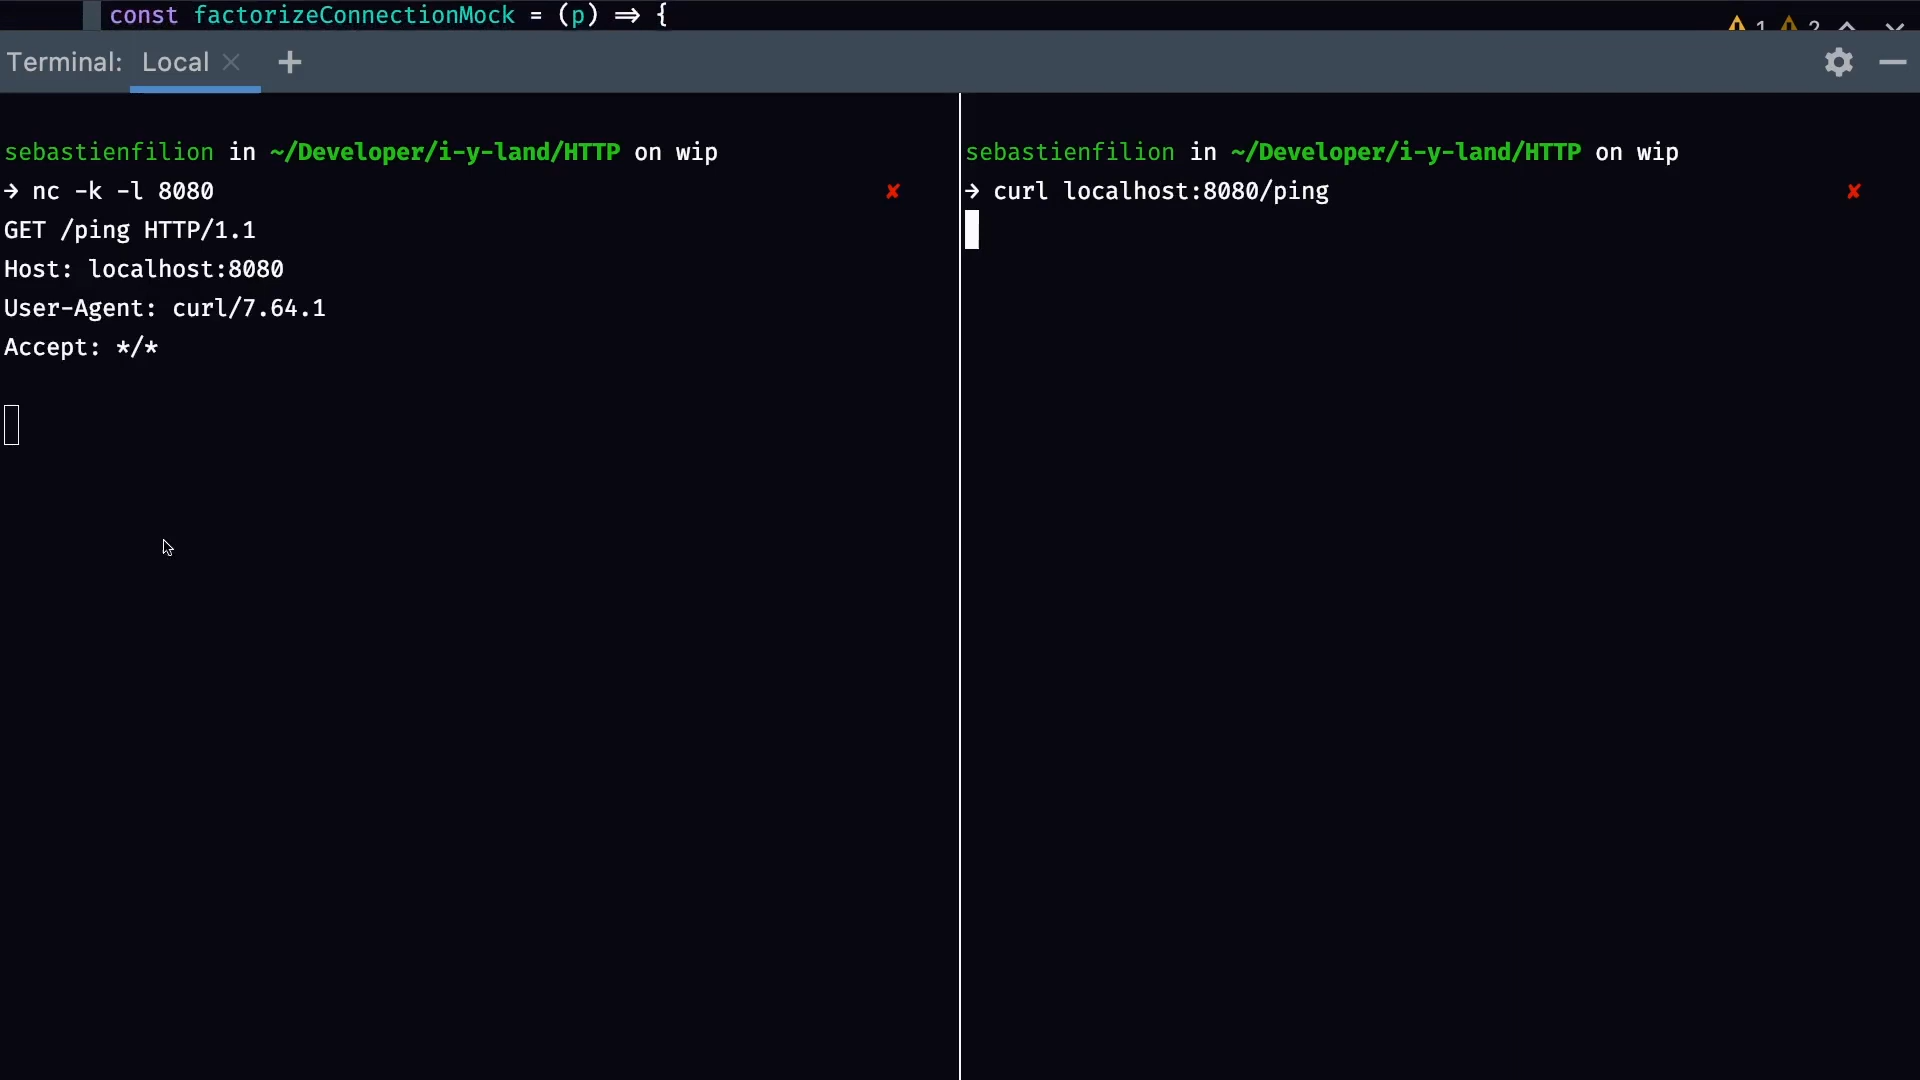 const factorizeConnectionMock = (p) ⇒ {
1 2
Terminal: Local
sebastienfilion in ~/Developer/i-y-land/HTTP on wip
→ nc -k -l 8080 ✘
GET /ping HTTP/1.1
Host: localhost:8080
User-Agent: curl/7.64.1
Accept: */*
sebastienfilion in ~/Developer/i-y-land/HTTP on wip
→ curl localhost:8080/ping ✘